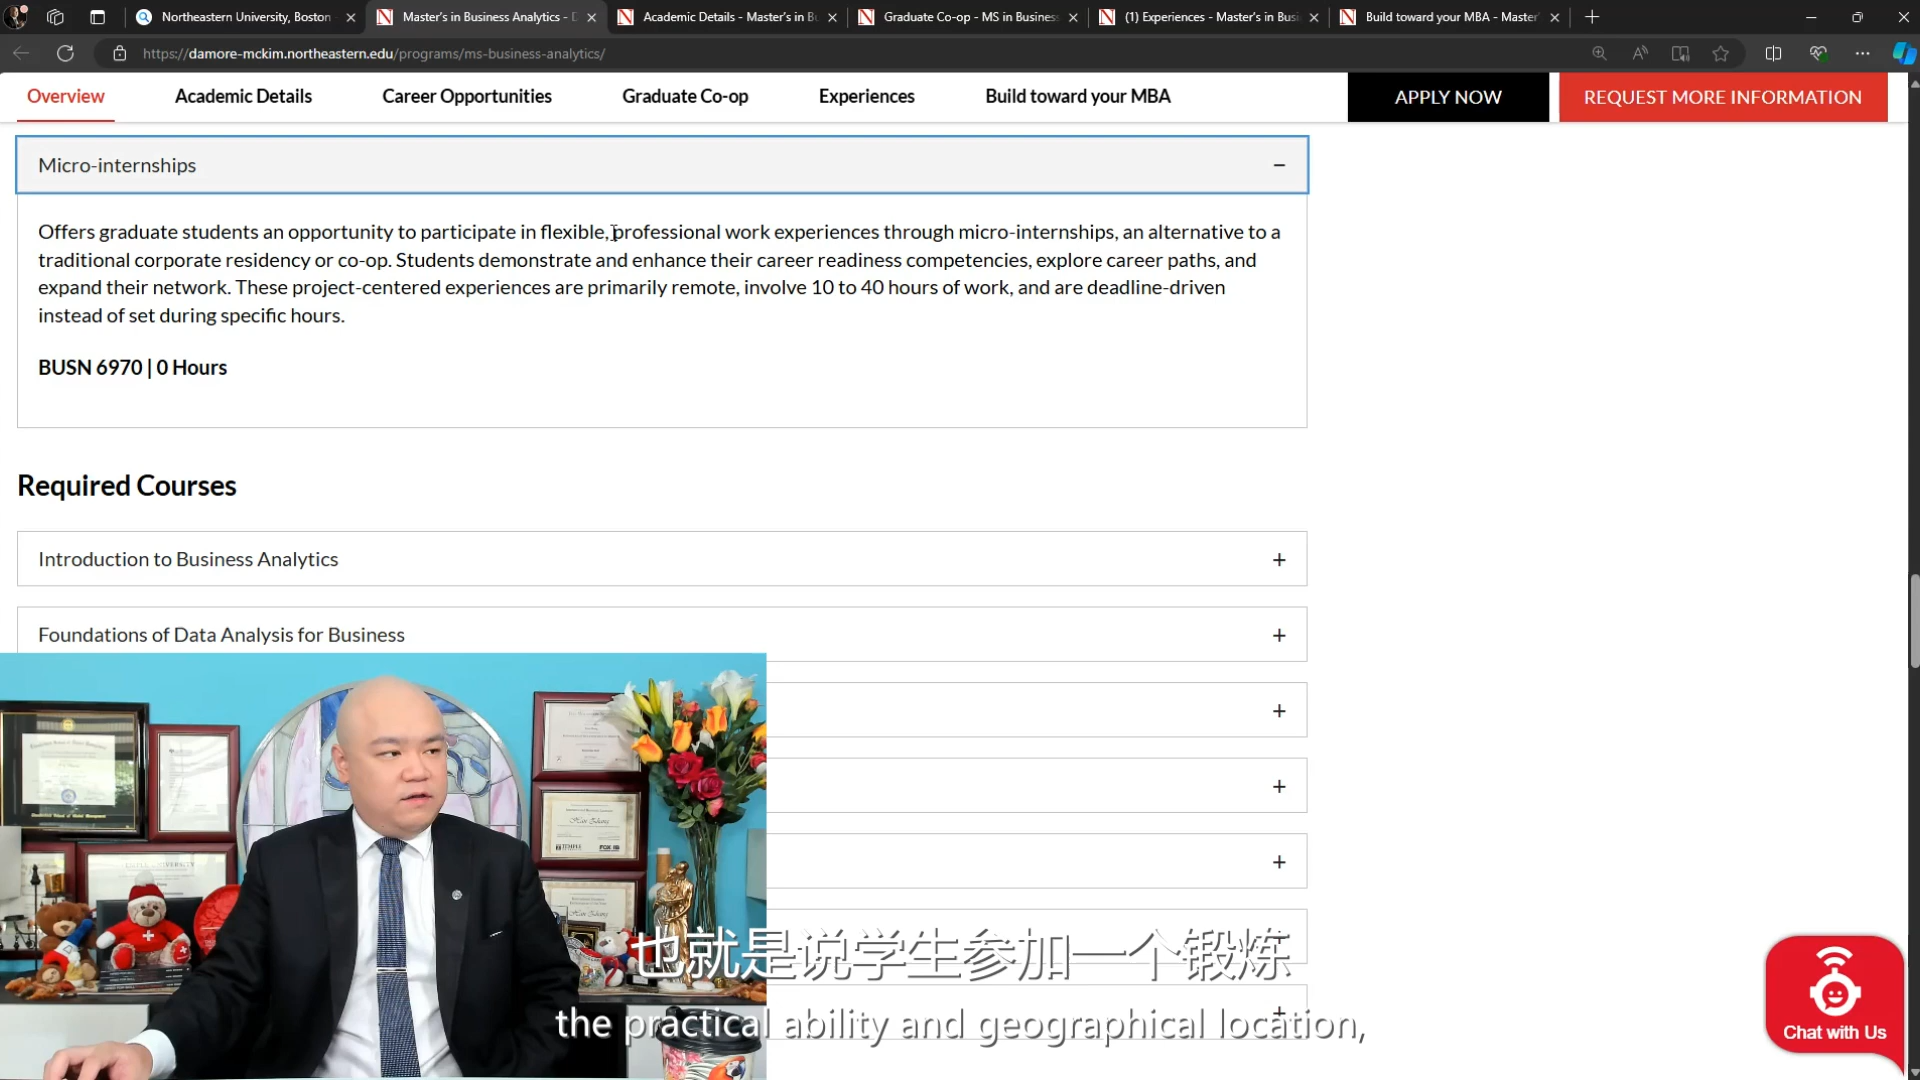 Northeastern University, Boston
Master's in Business Analytics - D
Academic Details - Master's in Bu
Graduate Co-op - MS in Business
(1) Experiences - Master's in Busi
Build toward your MBA - Master'
https://damore-mckim.northeastern.edu/programs/ms-business-analytics/
Overview
Academic Details
Career Opportunities
Graduate Co-op
Experiences
Build toward your MBA
APPLY NOW
REQUEST MORE INFORMATION
Micro-internships
Offers graduate students an opportunity to participate in flexible, professional work experiences through micro-internships, an alternative to a
traditional corporate residency or co-op. Students demonstrate and enhance their career readiness competencies, explore career paths, and
expand their network. These project-centered experiences are primarily remote, involve 10 to 40 hours of work, and are deadline-driven
instead of set during specific hours.
BUSN 6970 | 0 Hours
Required Courses
Introduction to Business Analytics
Foundations of Data Analysis for Business
TEMPLE
FOX
也就是说学生参加一个锻炼
the practical ability and geographical location,
Chat with Us